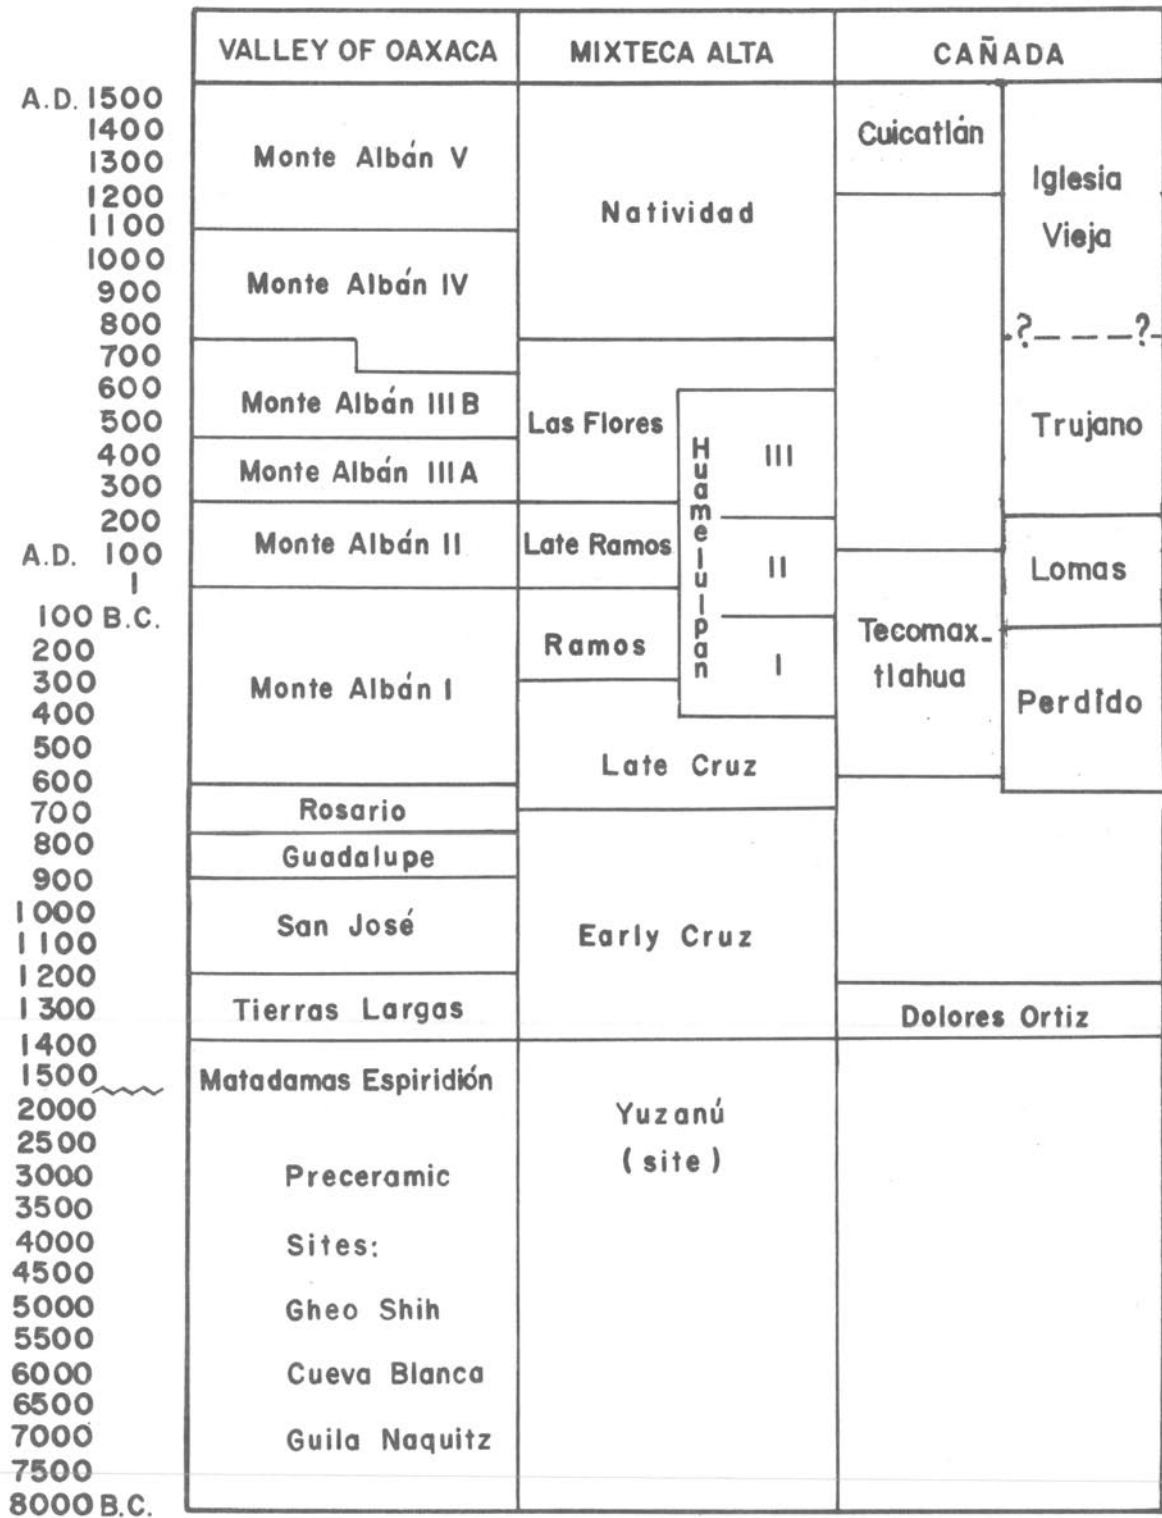 VALLEY OF OAXACA
MIXTECA ALTA
CAÑADA
A.D. 1500
1400
1300
1200
1100
1000
900
800
700
600
500
400
300
200
A.D. 100
1
100 B.C.
200
300
400
500
600
700
800
900
1000
1100
1200
1300
1400
1500
2000
2500
3000
3500
4000
4500
5000
5500
6000
6500
7000
7500
8000 B.C.
Monte Albán V
Monte Albán IV
Monte Albán III B
Monte Albán III A
Monte Albán II
Monte Albán I
Rosario
Guadalupe
San José
Tierras Largas
Matadamas Espiridión
Preceramic
Sites:
Gheo Shih
Cueva Blanca
Guila Naquitz
Natividad
Las Flores
Late Ramos
Ramos
Huamelulpan
III
II
I
Late Cruz
Early Cruz
Yuzanú
(site)
Cuicatlán
Tecomax-
tlahua
Iglesia
Vieja
? ?
Trujano
Lomas
Perdido
Dolores Ortiz